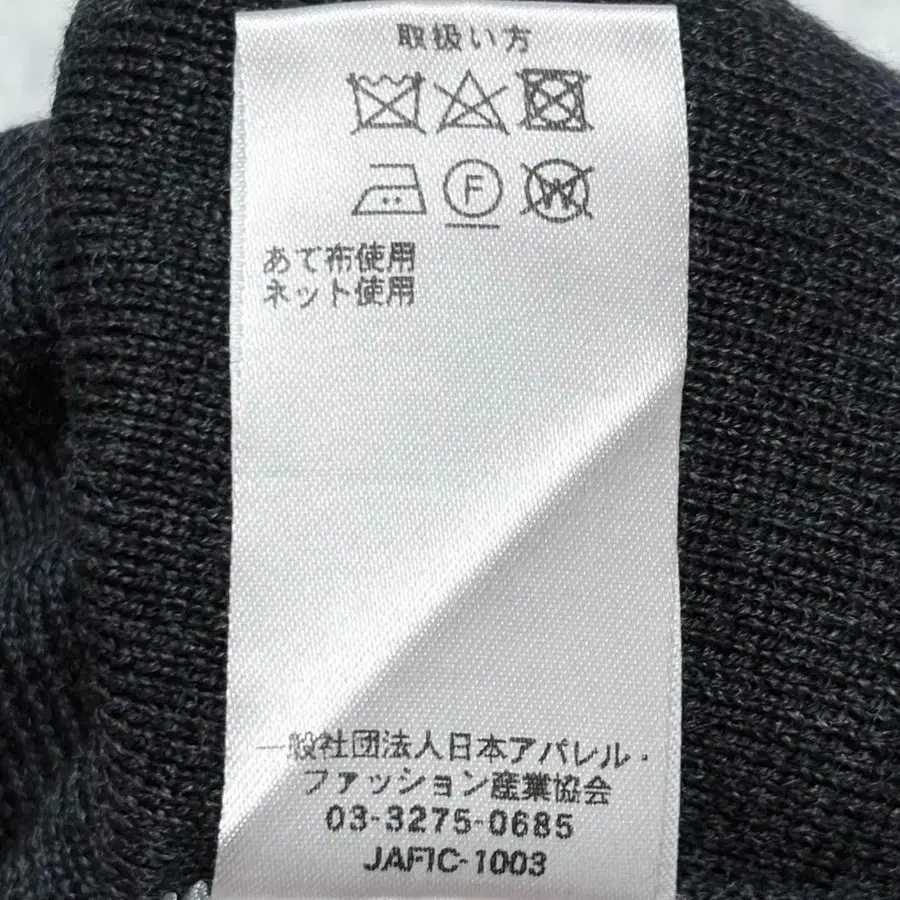 取扱い方
F
W
あて布使用
ネット使用
一般社団法人日本アパレル・
ファッション産業協会
03-3275-0685
JAFIC-1003